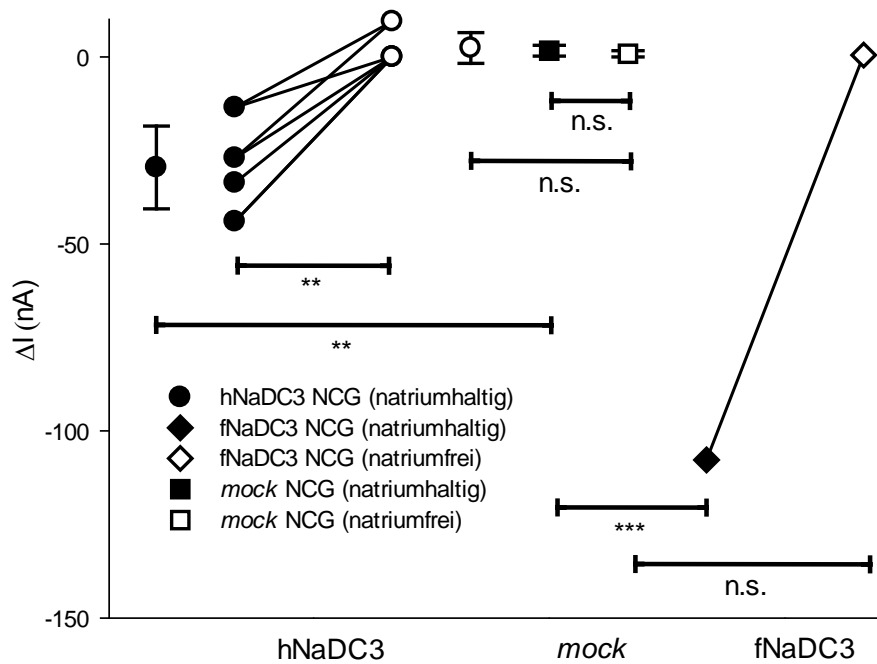 0
n.s.
n.s.
-50
**
ΔI (nA)
**
hNaDC3 NCG (natriumhaltig)
fNaDC3 NCG (natriumhaltig)
-100
fNaDC3 NCG (natriumfrei)
mock NCG (natriumhaltig)
mock NCG (natriumfrei)
***
n.s.
-150
hNaDC3 mock fNaDC3